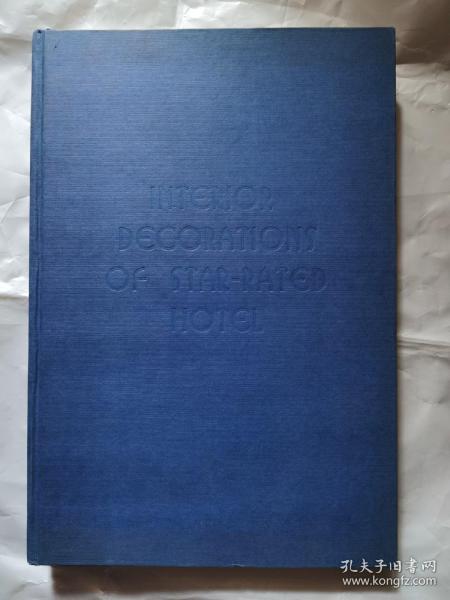 INTERIOR
DECORATIONS
OF STAR-RATED
HOTEL
孔夫子旧书网
www.kongfz.com